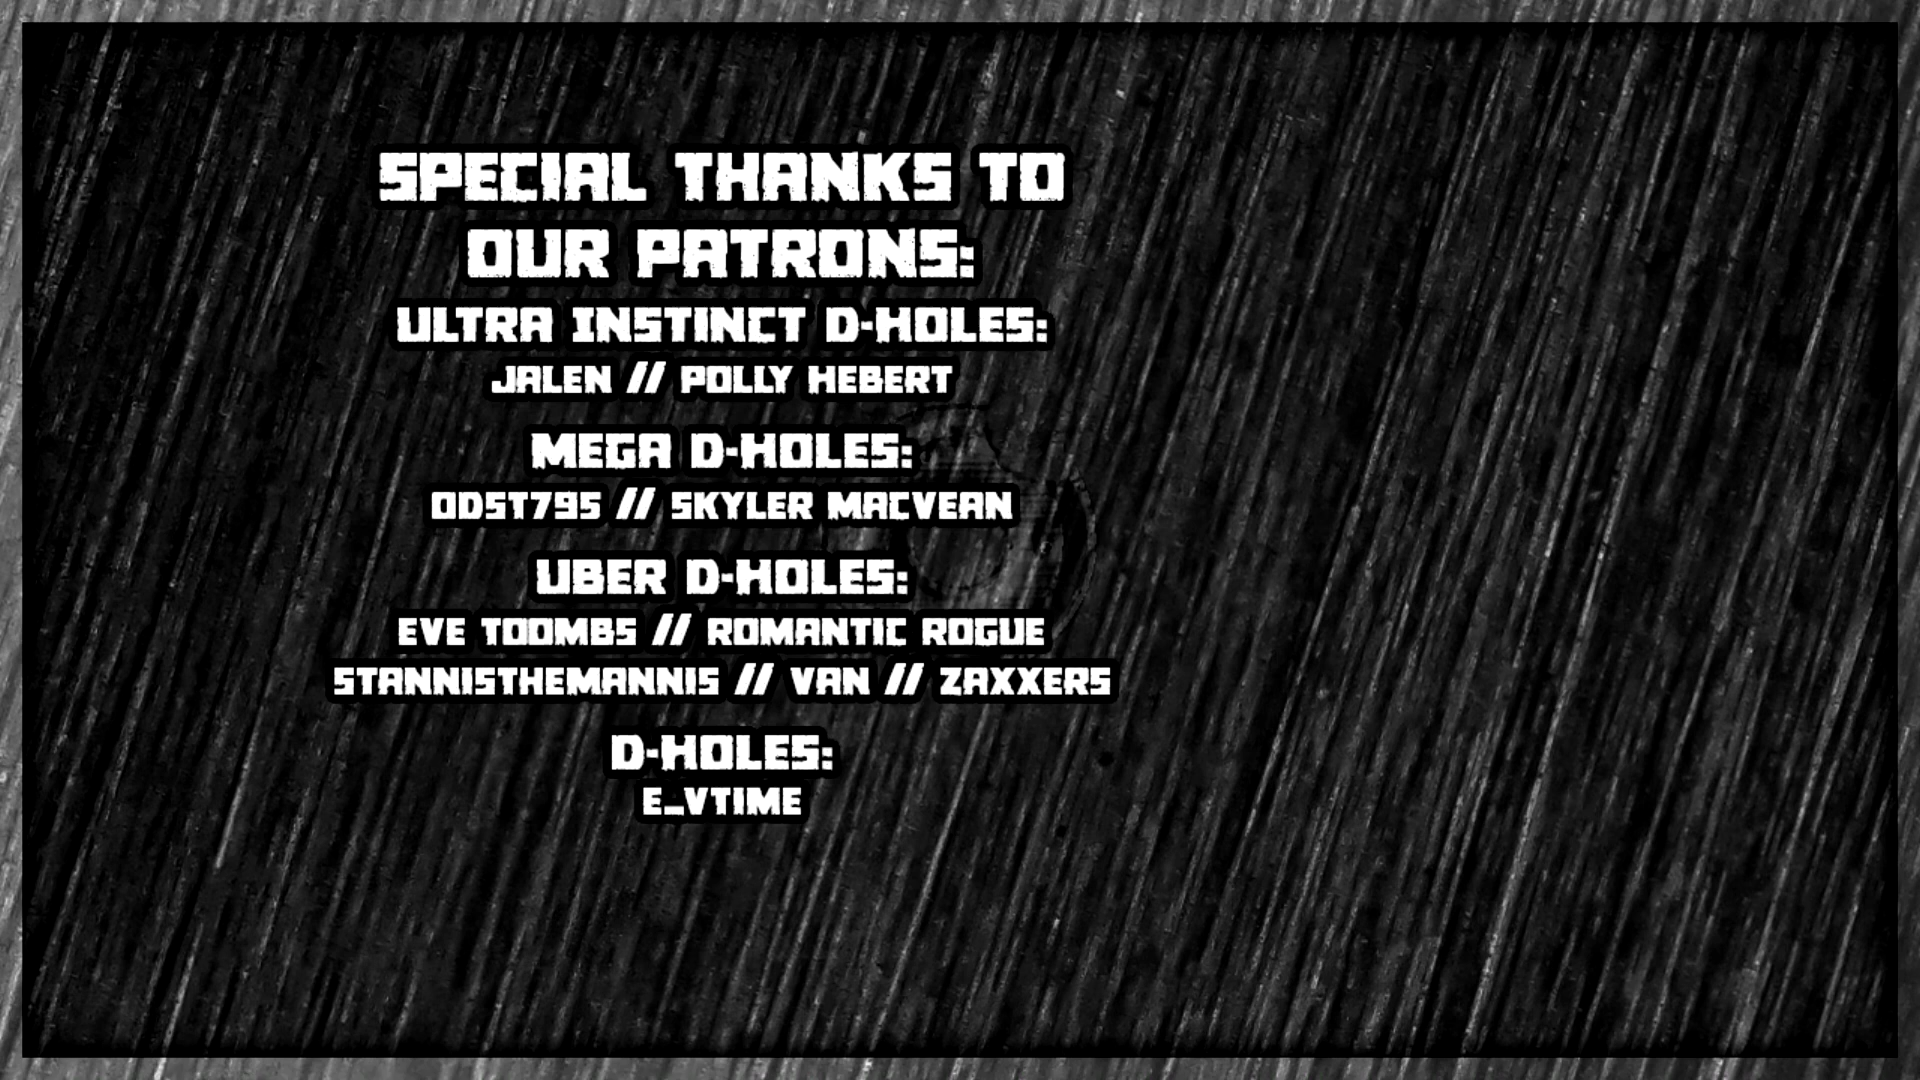 SPECIAL THANKS TO
OUR PATRONS:
ULTRA INSTINCT D-HOLES:
JALEN // POLLY HEBERT
MEGA D-HOLES:
ODST795 // SKYLER MACVEAN
UBER D-HOLES:
EVE TOOMBS // ROMANTIC ROGUE
STANNISTHEMANNIS // VAN // ZAXXERS
D-HOLES:
E_VTIME